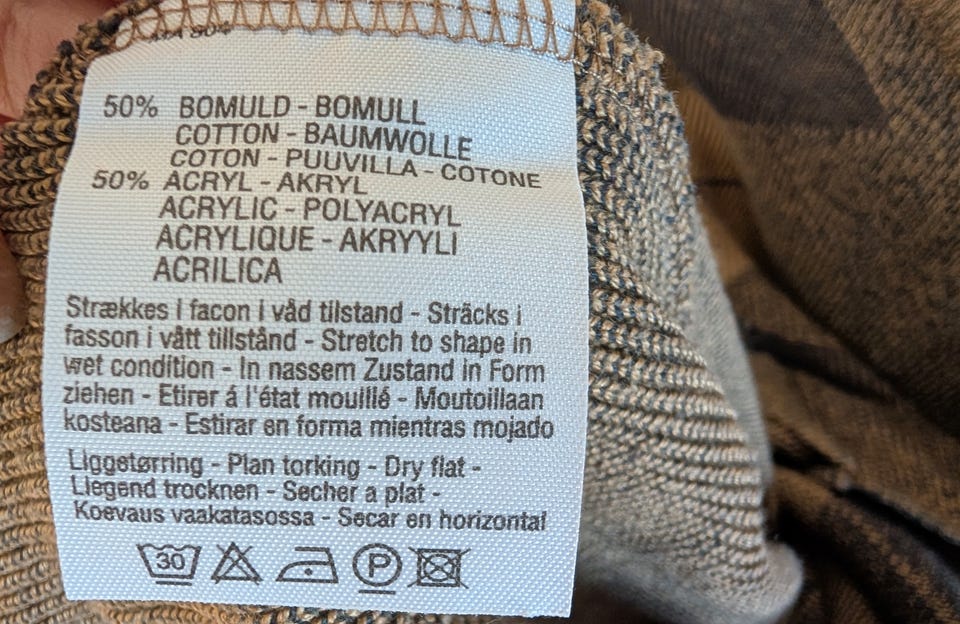 50% BOMULD - BOMULL
COTTON - BAUMWOLLE
COTON - PUUVILLA - COTONE
50% ACRYL - AKRYL
ACRYLIC - POLYACRYL
ACRYLIQUE - AKRYYLI
ACRILICA
Strækkes i facon i våd tilstand - Sträcks i
fasson i vått tillstånd - Stretch to shape in
wet condition - In nassem Zustand in Form
ziehen - Etirer á l'état mouillé - Moutoillaan
kosteana - Estirar en forma mientras mojado
Liggetørring - Plan torking - Dry flat -
Liegend trocknen - Secher a plat -
Koevaus vaakatasossa - Secar en horizontal
30 P